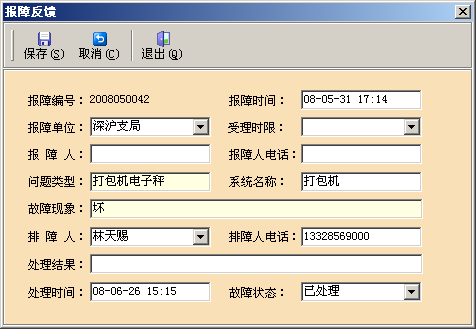 报障反馈
保存(S) 取消(C) 退出(Q)
报障编号：2008050042 报障时间：08-05-31 17:14
报障单位：深沪支局 受理时限：
报 障 人： 报障人电话：
问题类型：打包机电子秤 系统名称：打包机
故障现象：坏
排 障 人：林天赐 排障人电话：13328569000
处理结果：
处理时间：08-06-26 15:15 故障状态：已处理